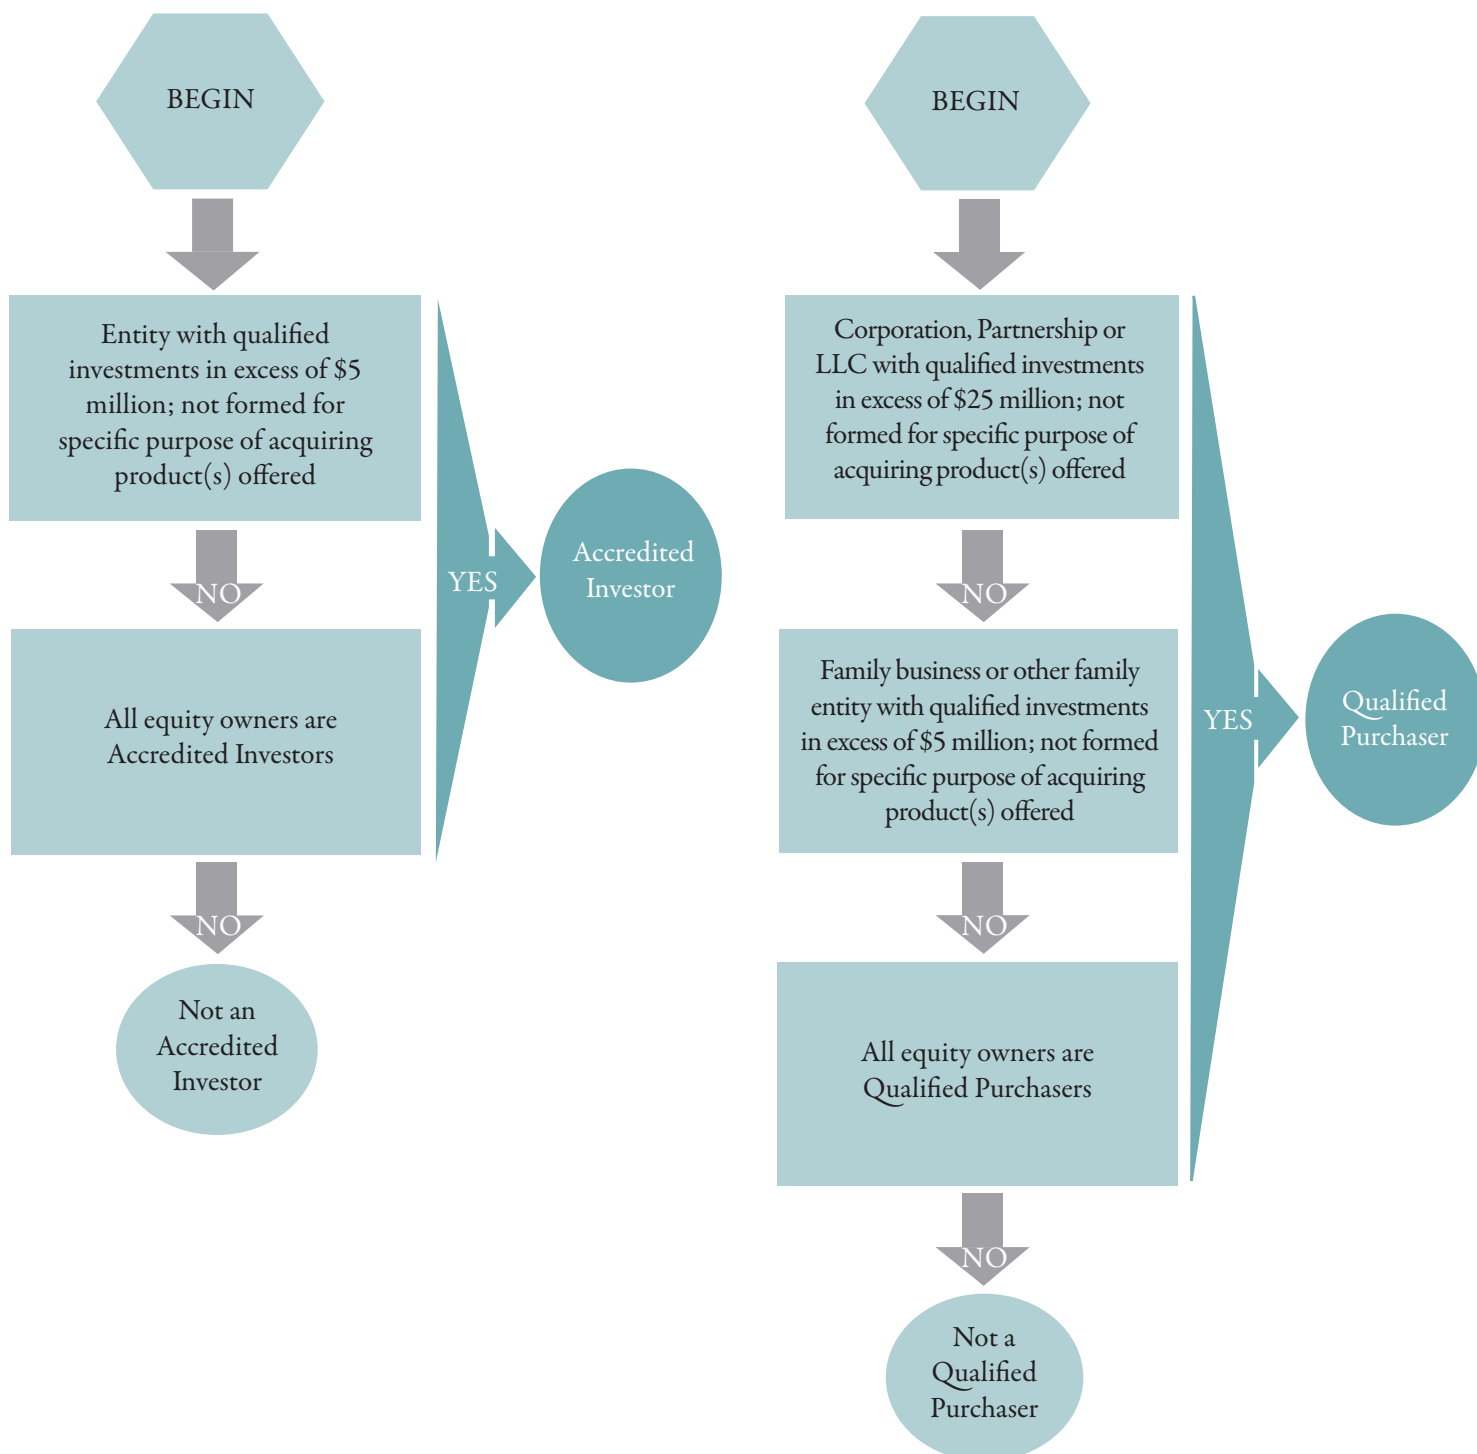 BEGIN
Entity with qualified
investments in excess of $5
million; not formed for
specific purpose of acquiring
product(s) offered
NO
All equity owners are
Accredited Investors
NO
Not an
Accredited
Investor
YES
Accredited
Investor
BEGIN
Corporation, Partnership or
LLC with qualified investments
in excess of $25 million; not
formed for specific purpose of
acquiring product(s) offered
NO
Family business or other family
entity with qualified investments
in excess of $5 million; not formed
for specific purpose of acquiring
product(s) offered
NO
All equity owners are
Qualified Purchasers
NO
Not a
Qualified
Purchaser
YES
Qualified
Purchaser